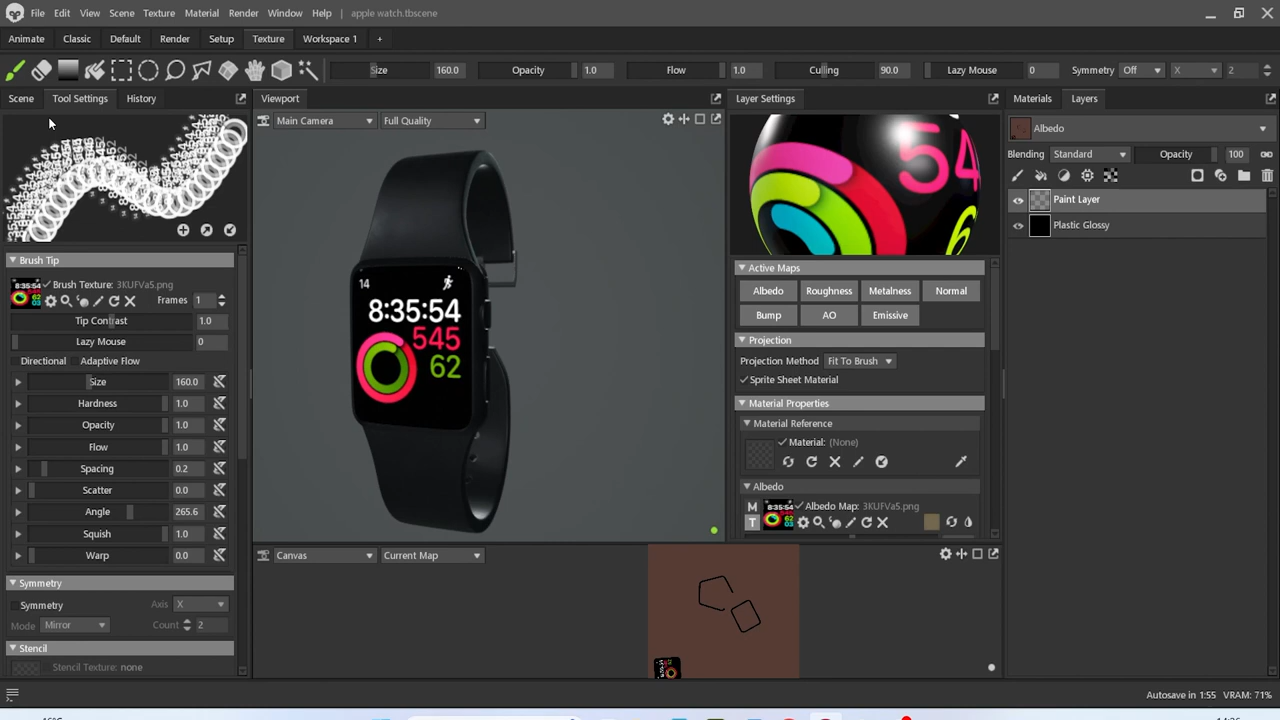 File Edit View Scene Texture Material Render Window Help apple watch.tbscene
Animate Classic Default Render Setup Texture Workspace 1 +
Size 160.0 Opacity 1.0 Flow 1.0 Culling 90.0 Lazy Mouse 0 Symmetry Off X 2
Scene Tool Settings History
Viewport
Layer Settings
Materials Layers
Main Camera Full Quality
Albedo
Blending Standard Opacity 100
Paint Layer
Plastic Glossy
Brush Tip
Brush Texture: 3KUFVa5.png
Frames 1
Tip Contrast 1.0
Lazy Mouse 0
Directional Adaptive Flow
Size 160.0
Hardness 1.0
Opacity 1.0
Flow 1.0
Spacing 0.2
Scatter 0.0
Angle 265.6
Squish 1.0
Warp 0.0
Symmetry
Symmetry Axis X
Mode Mirror Count 2
Stencil
Stencil Texture: none
14
8:35:54
545
62
Canvas Current Map
54
6
Active Maps
Albedo Roughness Metalness Normal
Bump AO Emissive
Projection
Projection Method Fit To Brush
Sprite Sheet Material
Material Properties
Material Reference
Material: (None)
Albedo
M Albedo Map: 3KUFVa5.png
T
Autosave in 1:55 VRAM: 71%